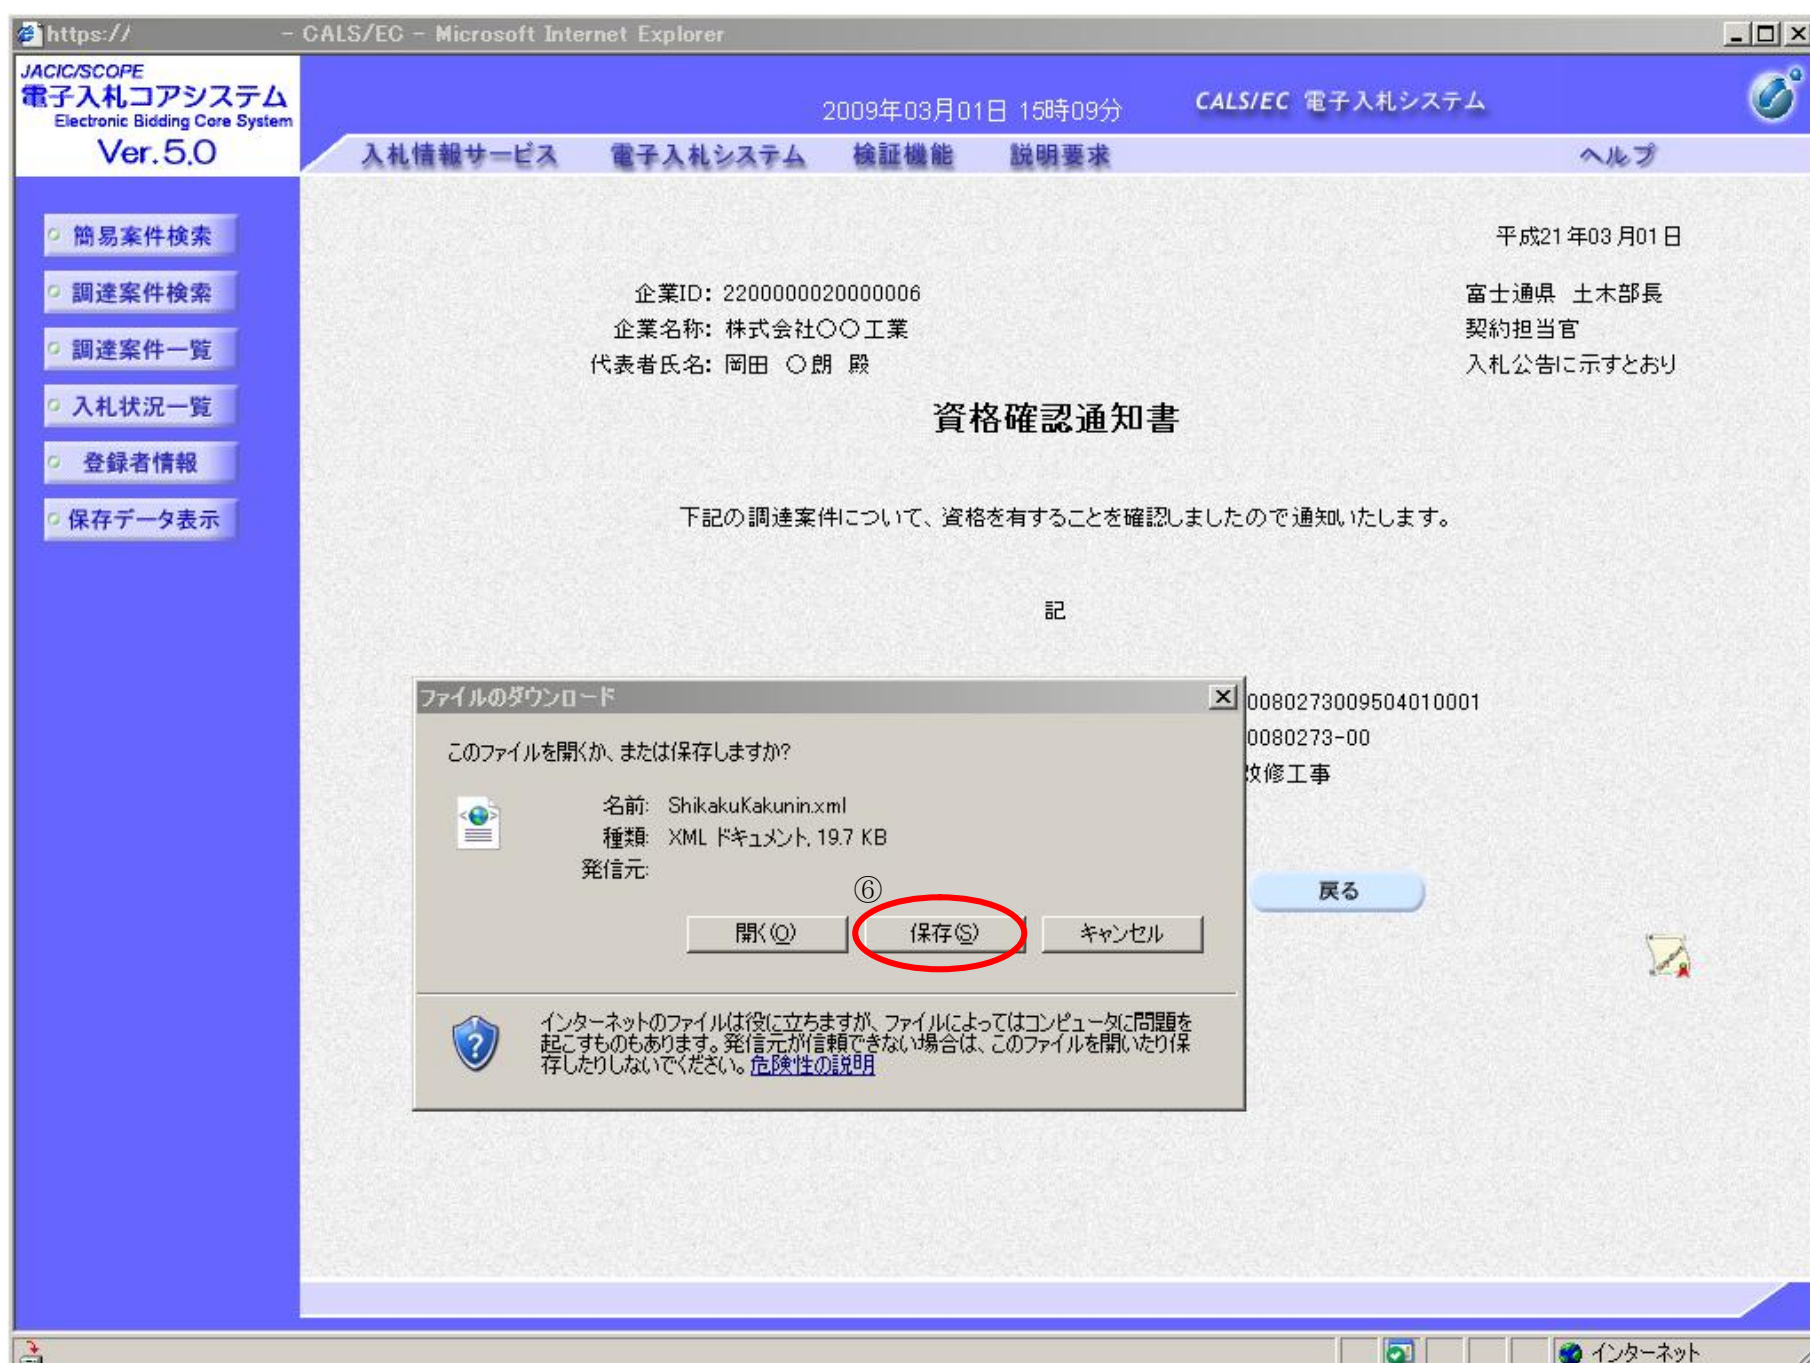 https:// - CALS/EC - Microsoft Internet Explorer
JACIC/SCOPE
電子入札コアシステム
Electronic Bidding Core System
Ver.5.0
2009年03月01日 15時09分
CALS/EC 電子入札システム
入札情報サービス 電子入札システム 検証機能 説明要求 ヘルプ
簡易案件検索
調達案件検索
調達案件一覧
入札状況一覧
登録者情報
保存データ表示
平成21年03月01日
企業ID: 2200000020000006
企業名称: 株式会社〇〇工業
代表者氏名: 岡田 〇朗 殿
富士通県 土木部長
契約担当官
入札公告に示すとおり
資格確認通知書
下記の調達案件について、資格を有することを確認しましたので通知いたします。
記
0080273009504010001
0080273-00
改修工事
ファイルのダウンロード
このファイルを開くか、または保存しますか?
名前: ShikakuKakunin.xml
種類: XML ドキュメント, 19.7 KB
発信元:
⑥
開く(O) 保存(S) キャンセル
インターネットのファイルは役に立ちますが、ファイルによってはコンピュータに問題を
起こすものもあります。発信元が信頼できない場合は、このファイルを開いたり保
存したりしないでください。危険性の説明
戻る
インターネット